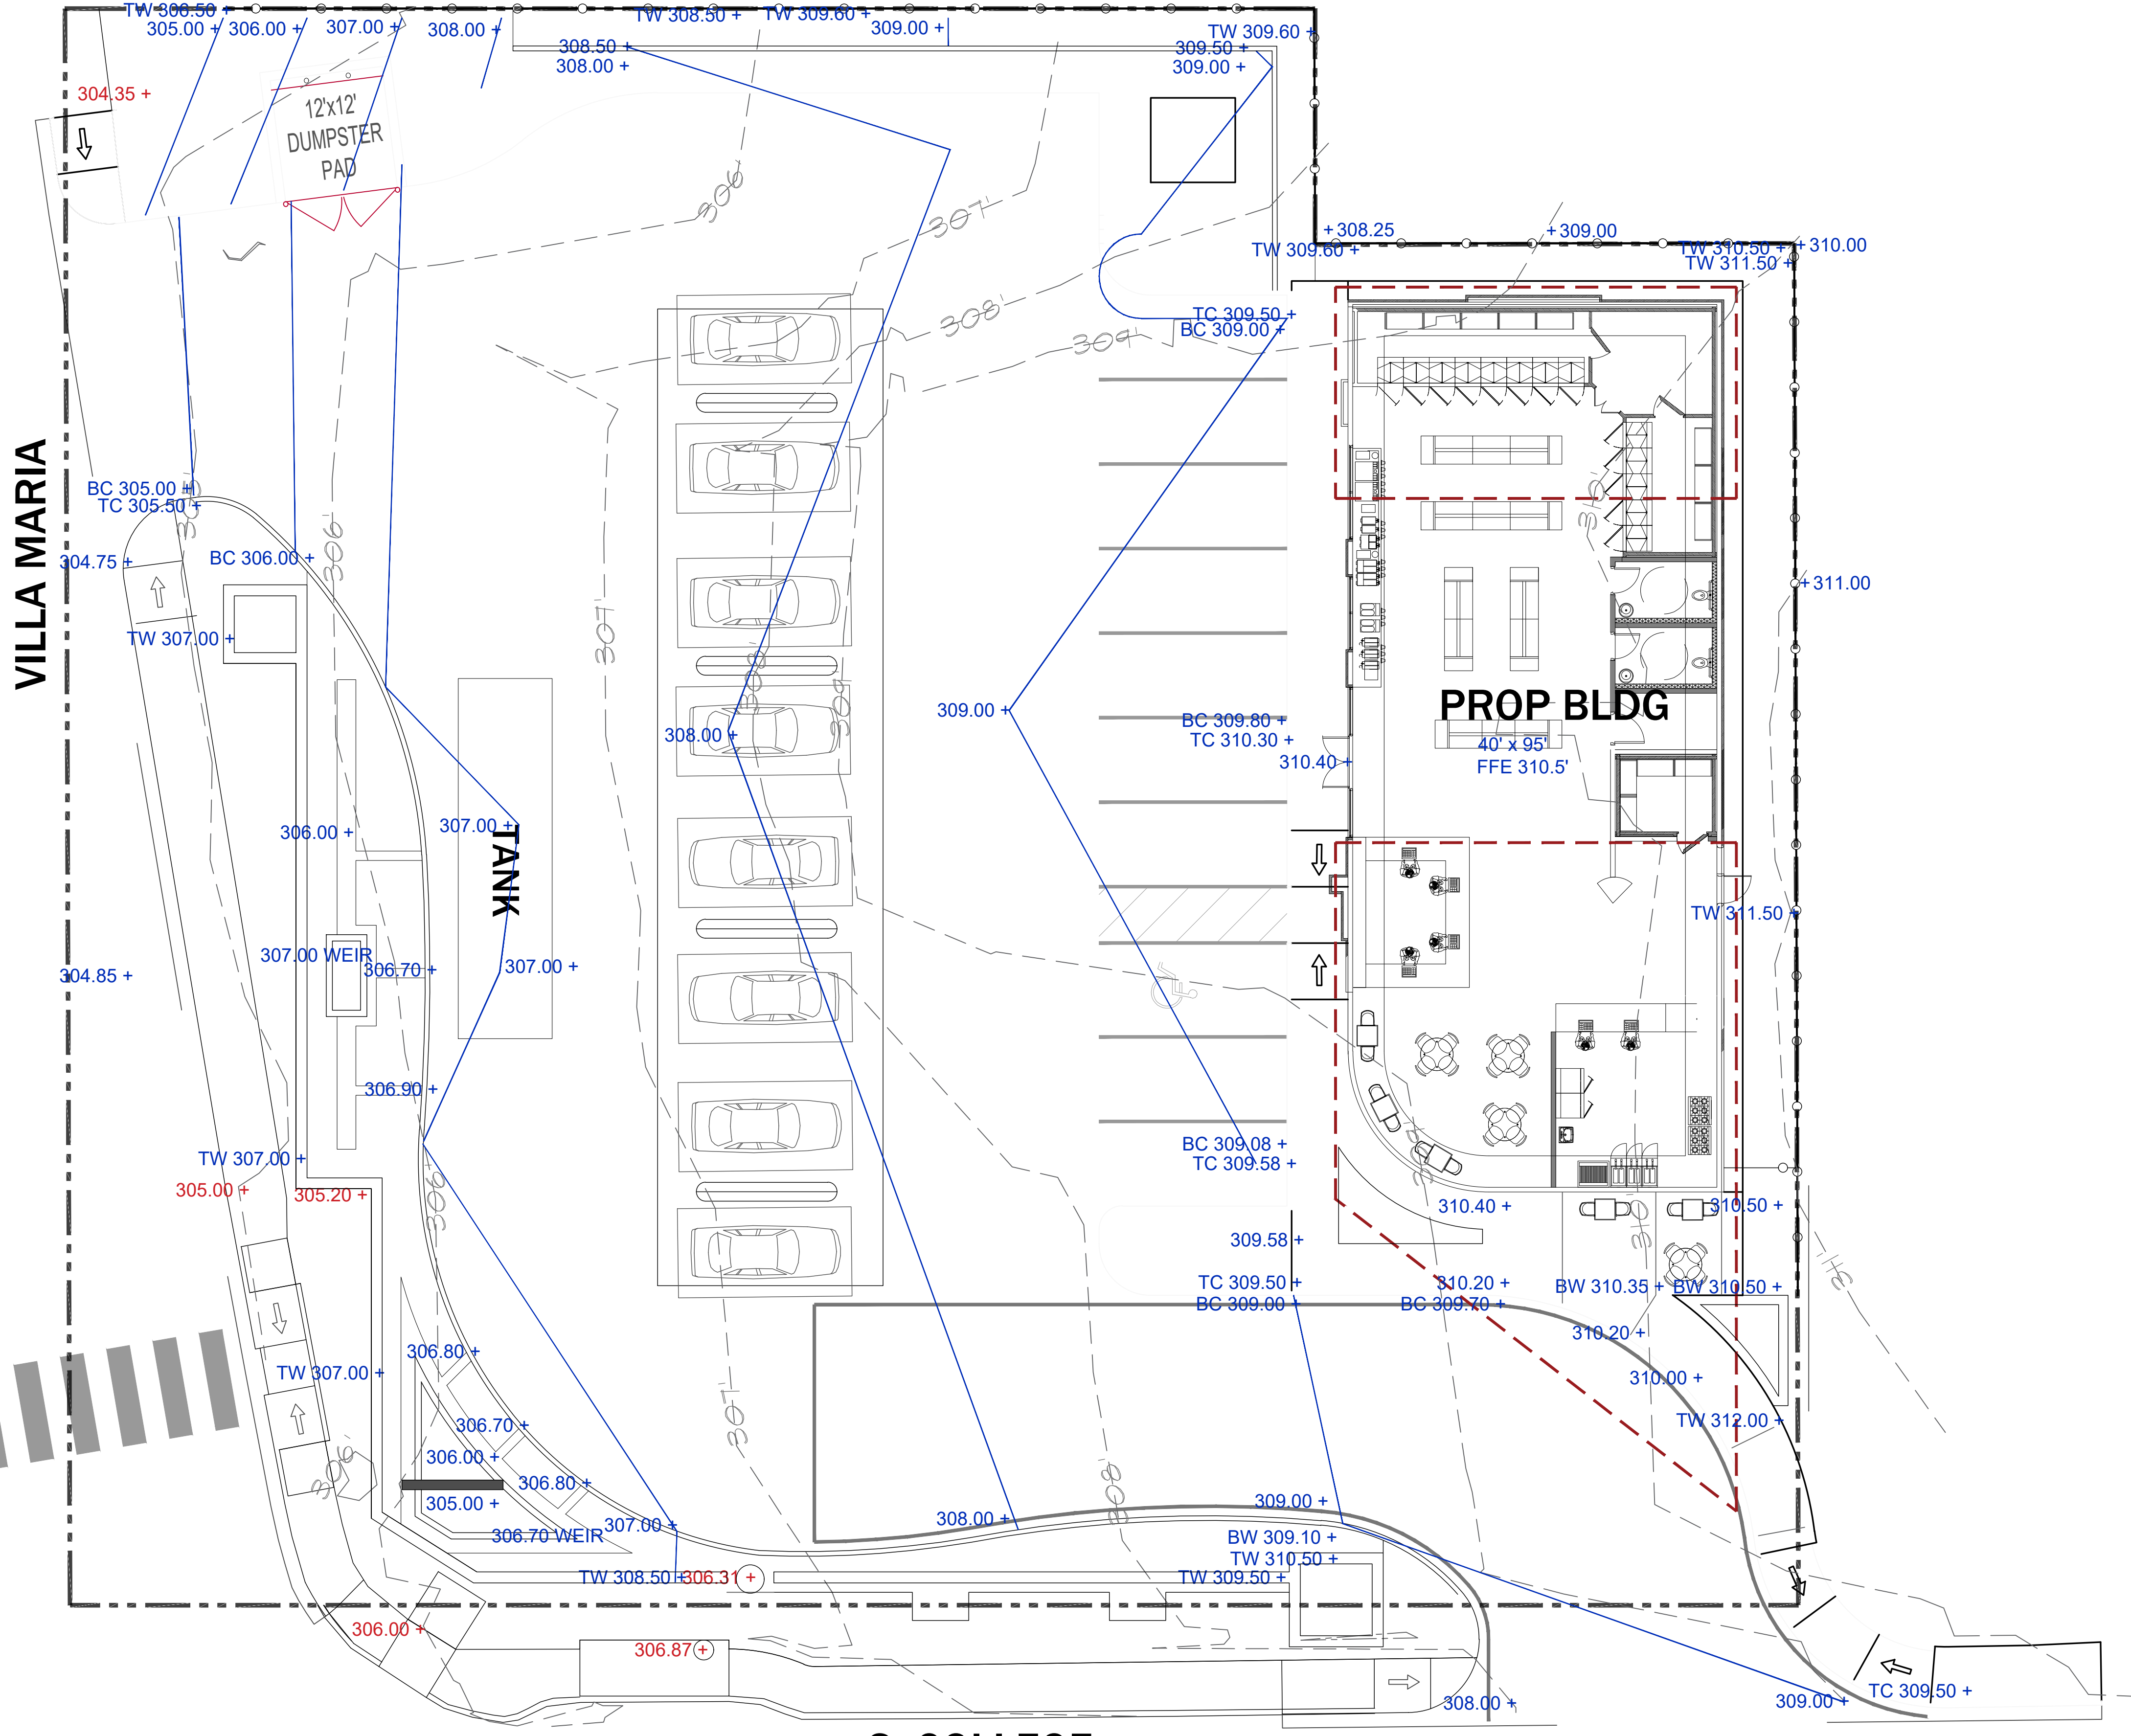 TW 306.50 +
305.00 +
306.00 +
307.00 +
308.00 +
TW 308.50 +
TW 309.60 +
309.00 +
TW 309.60 +
308.50 +
308.00 +
309.50 +
309.00 +
304.35 +
12'x12'
DUMPSTER
PAD
306'
307'
308'
309'
+ 308.25
+ 309.00
TW 309.60 +
TW 310.50 +
+ 310.00
TW 311.50 +
TC 309.50 +
BC 309.00 +
VILLA MARIA
BC 305.00 +
TC 305.50 +
304.75 +
BC 306.00 +
306'
TW 307.00 +
307'
308'
310'
+ 311.00
309.00 +
308.00 +
BC 309.80 +
TC 310.30 +
310.40 +
PROP BLDG
40' x 95'
FFE 310.5'
306.00 +
307.00 +
TANK
307.00 WEIR
306.70 +
307.00 +
304.85 +
TW 311.50 +
306.90 +
TW 307.00 +
305.00 +
305.20 +
306'
BC 309.08 +
TC 309.58 +
310.40 +
310.50 +
309.58 +
310'
311'
TC 309.50 +
BC 309.00 +
310.20 +
BC 309.70 +
BW 310.35 +
BW 310.50 +
310.20 +
310.00 +
TW 312.00 +
306.80 +
TW 307.00 +
306.70 +
306.00 +
306.80 +
305.00 +
306'
307'
308'
306.70 WEIR
307.00 +
308.00 +
309.00 +
BW 309.10 +
TW 310.50 +
TW 309.50 +
TW 308.50 +
306.31 +
306.00 +
306.87 +
308.00 +
309.00 +
TC 309.50 +